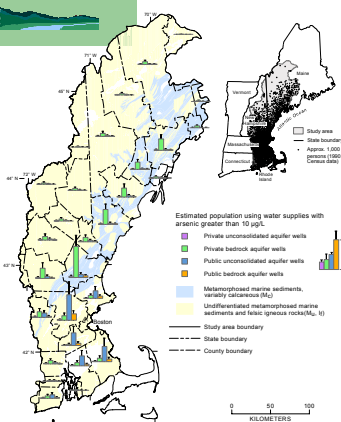 70° W
71° W
45° N
72° W
44° N
43° N
42° N
Boston
Maine
Vermont
Massachusetts
Connecticut
Rhode
Island
Atlantic Ocean
Study area
State boundary
Approx. 1,000
persons (1990
Census data)
Estimated population using water supplies with
arsenic greater than 10 µg/L
Private unconsolidated aquifer wells
Private bedrock aquifer wells
Public unconsolidated aquifer wells
Public bedrock aquifer wells
Metamorphosed marine sediments,
variably calcareous (Mc)
Undifferentiated metamorphosed marine
sediments and felsic igneous rocks(Mu, If)
Study area boundary
State boundary
County boundary
0 50 100
KILOMETERS